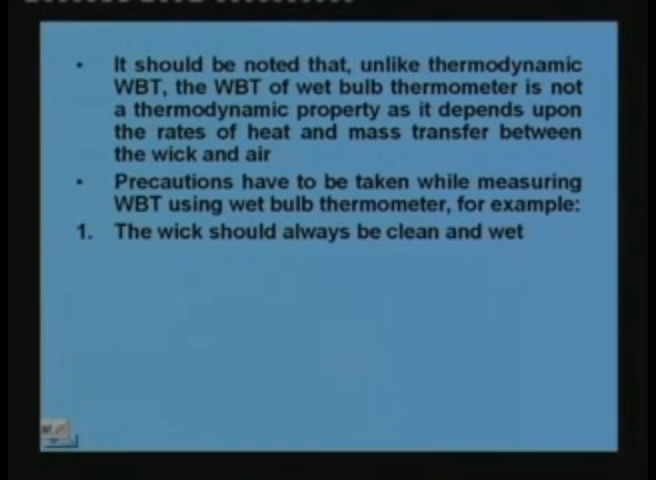 • It should be noted that, unlike thermodynamic
WBT, the WBT of wet bulb thermometer is not
a thermodynamic property as it depends upon
the rates of heat and mass transfer between
the wick and air
• Precautions have to be taken while measuring
WBT using wet bulb thermometer, for example:
1. The wick should always be clean and wet